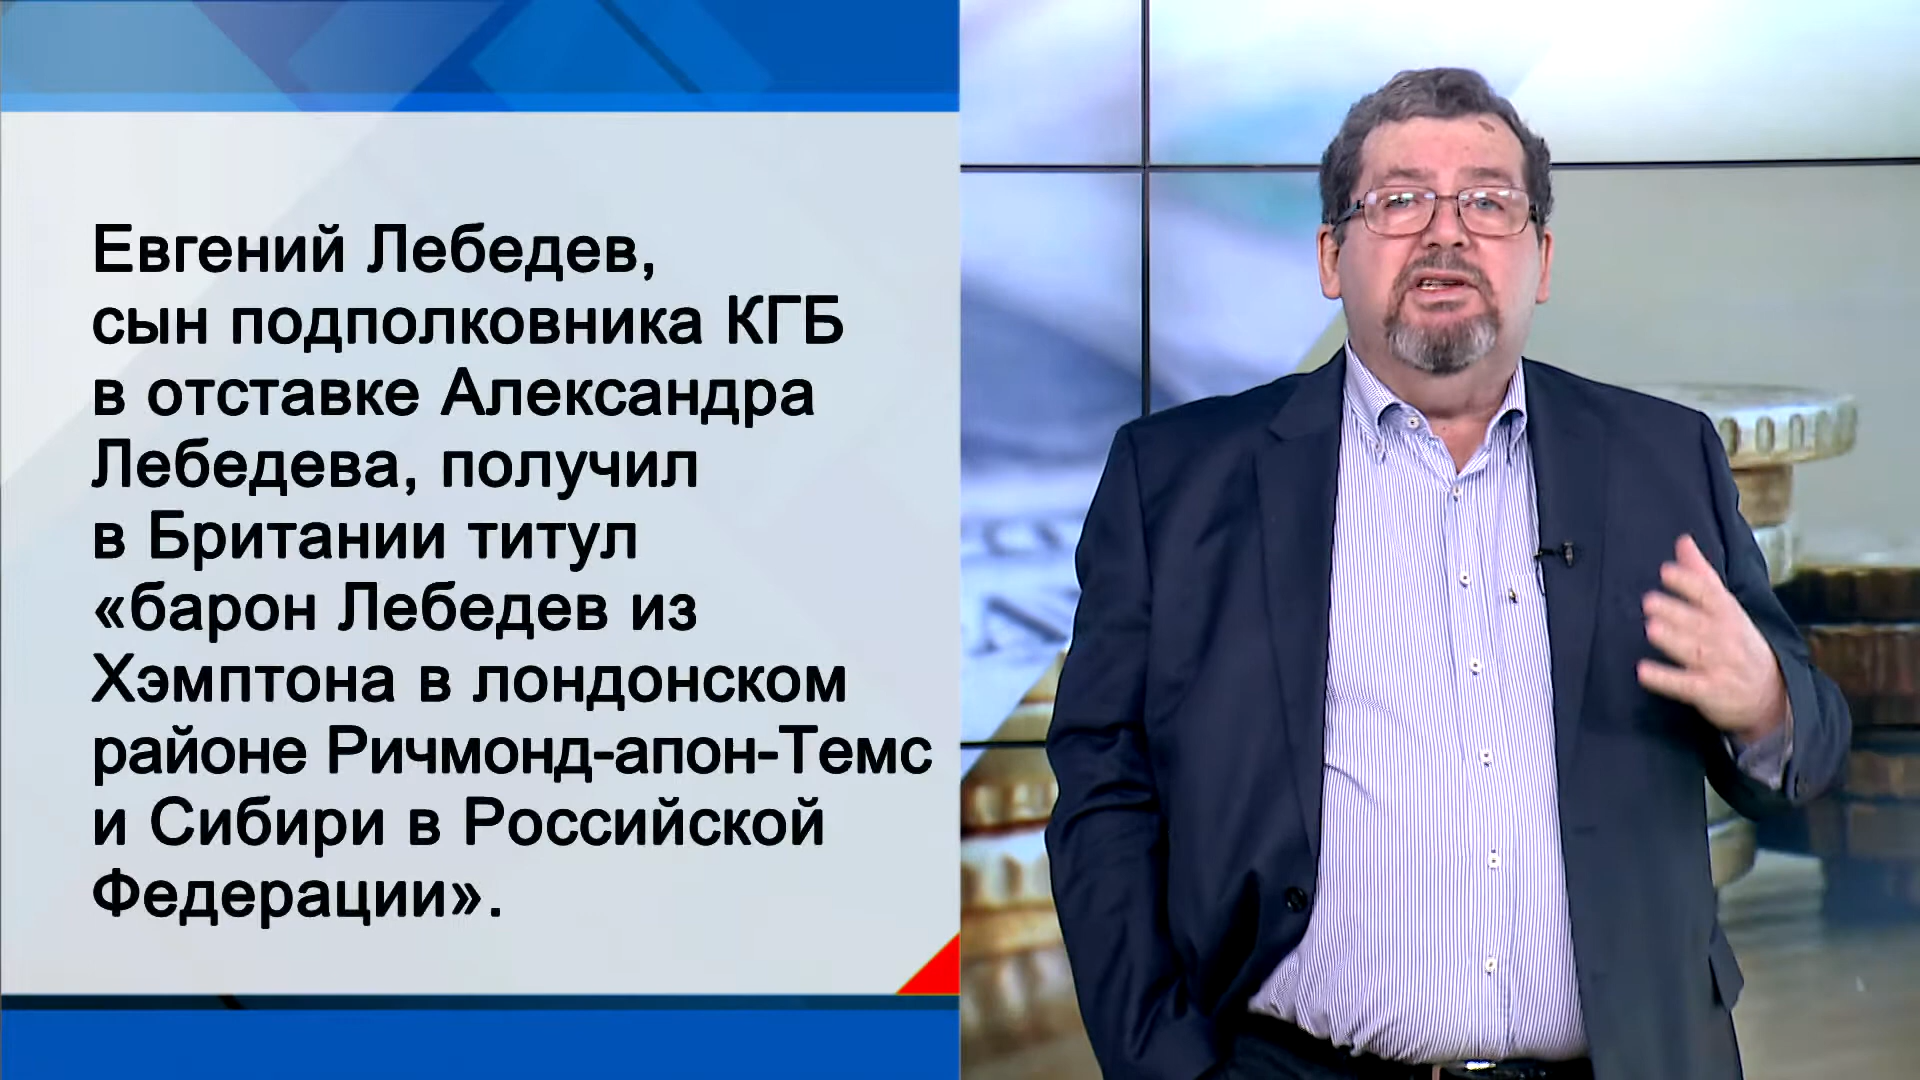 Евгений Лебедев,
сын подполковника КГБ
в отставке Александра
Лебедева, получил
в Британии титул
«барон Лебедев из
Хэмптона в лондонском
районе Ричмонд-апон-Темс
и Сибири в Российской
Федерации».